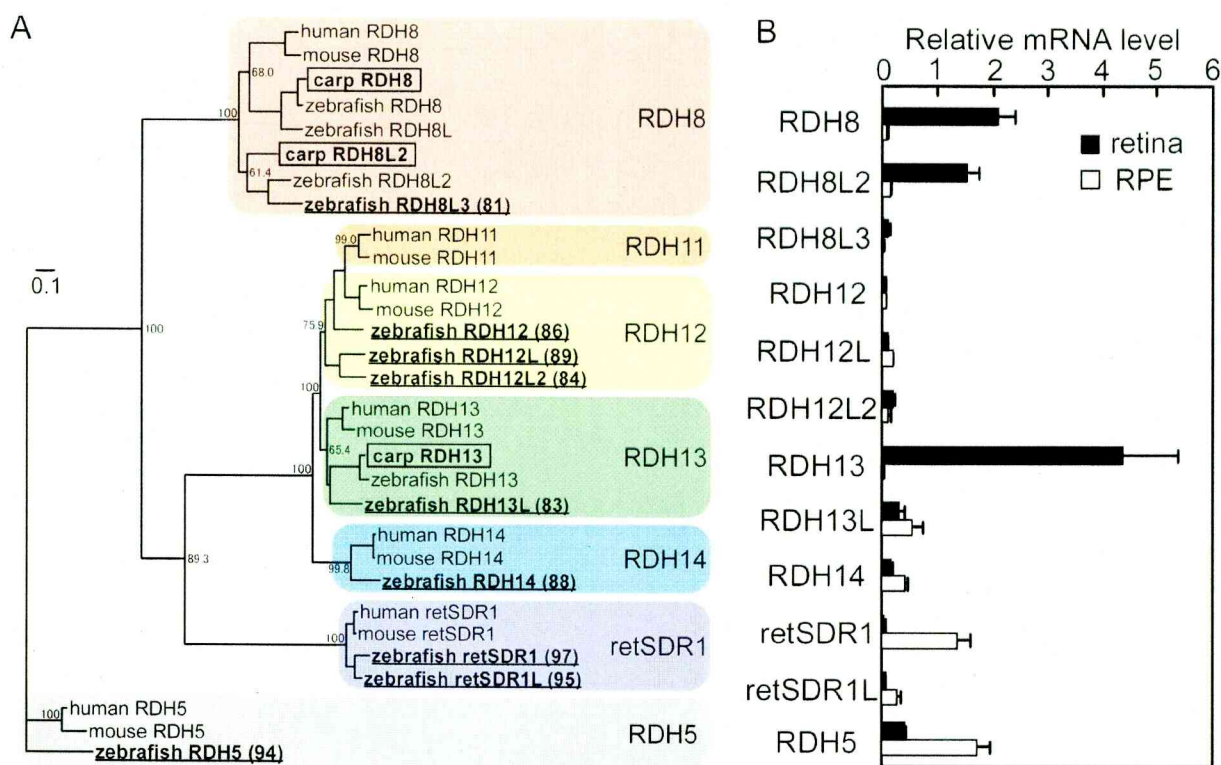 A
human RDH8
mouse RDH8
68.0
carp RDH8
zebrafish RDH8
100
zebrafish RDH8L
RDH8
carp RDH8L2
61.4
zebrafish RDH8L2
zebrafish RDH8L3 (81)
99.0
human RDH11
mouse RDH11
RDH11
0.1
human RDH12
mouse RDH12
75.9
zebrafish RDH12 (86)
RDH12
100
zebrafish RDH12L (89)
zebrafish RDH12L2 (84)
100
human RDH13
mouse RDH13
65.4
carp RDH13
RDH13
100
zebrafish RDH13
zebrafish RDH13L (83)
human RDH14
mouse RDH14
RDH14
89.3
99.8
zebrafish RDH14 (88)
human retSDR1
mouse retSDR1
100
retSDR1
zebrafish retSDR1 (97)
zebrafish retSDR1L (95)
human RDH5
100
mouse RDH5
RDH5
zebrafish RDH5 (94)
B
Relative mRNA level
0 1 2 3 4 5 6
RDH8
retina
RPE
RDH8L2
RDH8L3
RDH12
RDH12L
RDH12L2
RDH13
RDH13L
RDH14
retSDR1
retSDR1L
RDH5